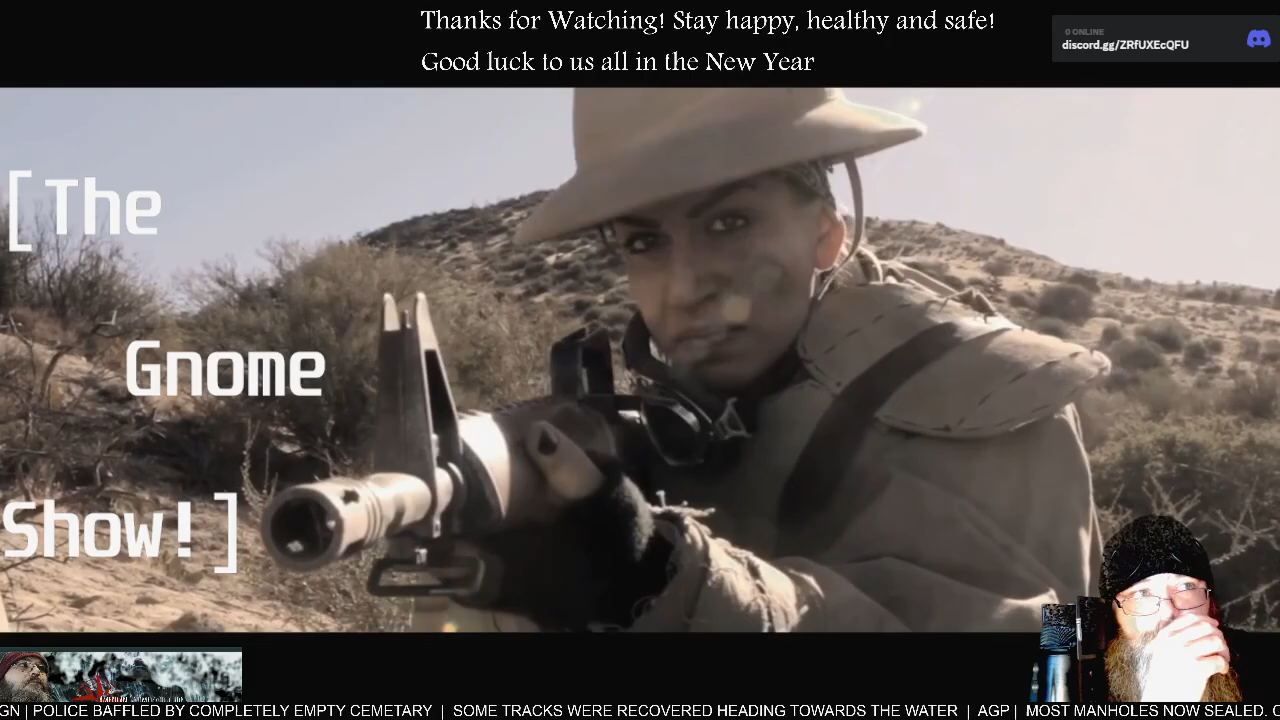 Thanks for Watching! Stay happy, healthy and safe!
Good luck to us all in the New Year
0 ONLINE
discord.gg/ZRfUXEcQFU
[The
Gnome
Show!]
GN | POLICE BAFFLED BY COMPLETELY EMPTY CEMETARY | SOME TRACKS WERE RECOVERED HEADING TOWARDS THE WATER | AGP | MOST MANHOLES NOW SEALED.